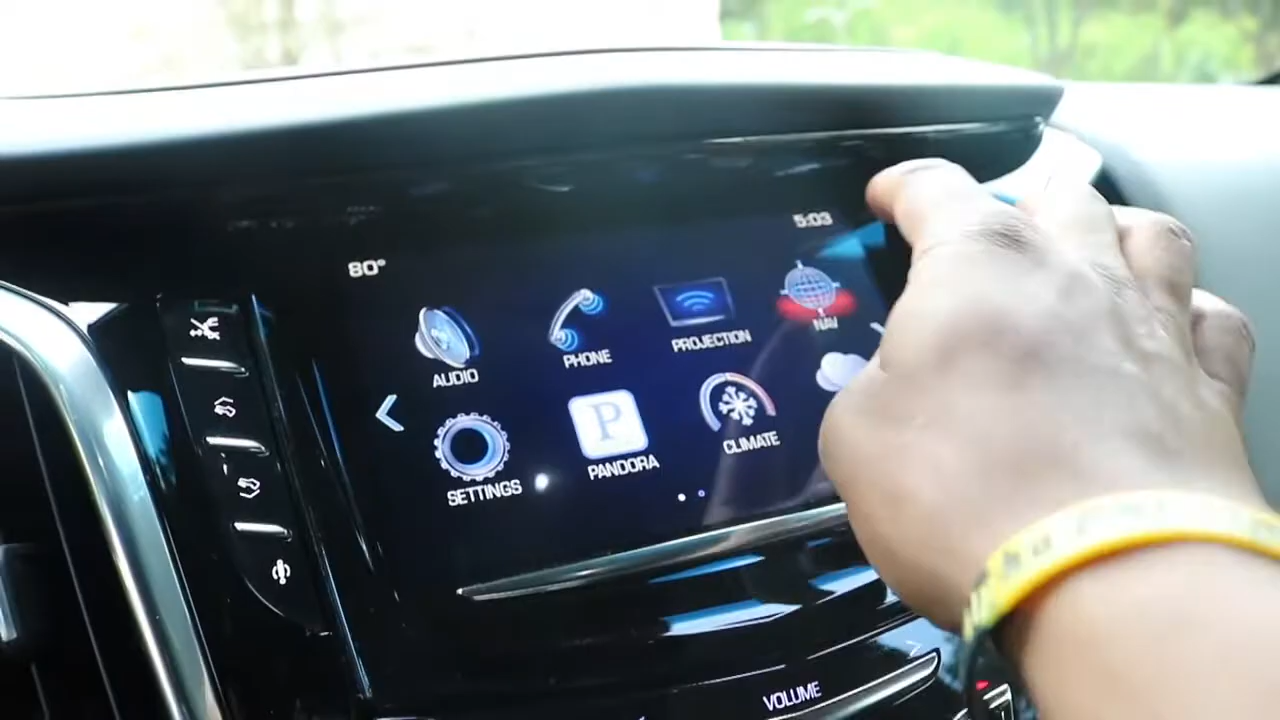 5:03
80°
AUDIO
PHONE
PROJECTION
NAV
SETTINGS
P
PANDORA
CLIMATE
VOLUME